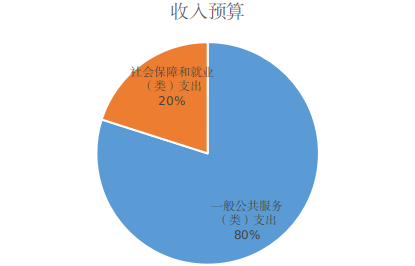 收入预算
社会保障和就业
（类）支出
20%
一般公共服务
（类）支出
80%